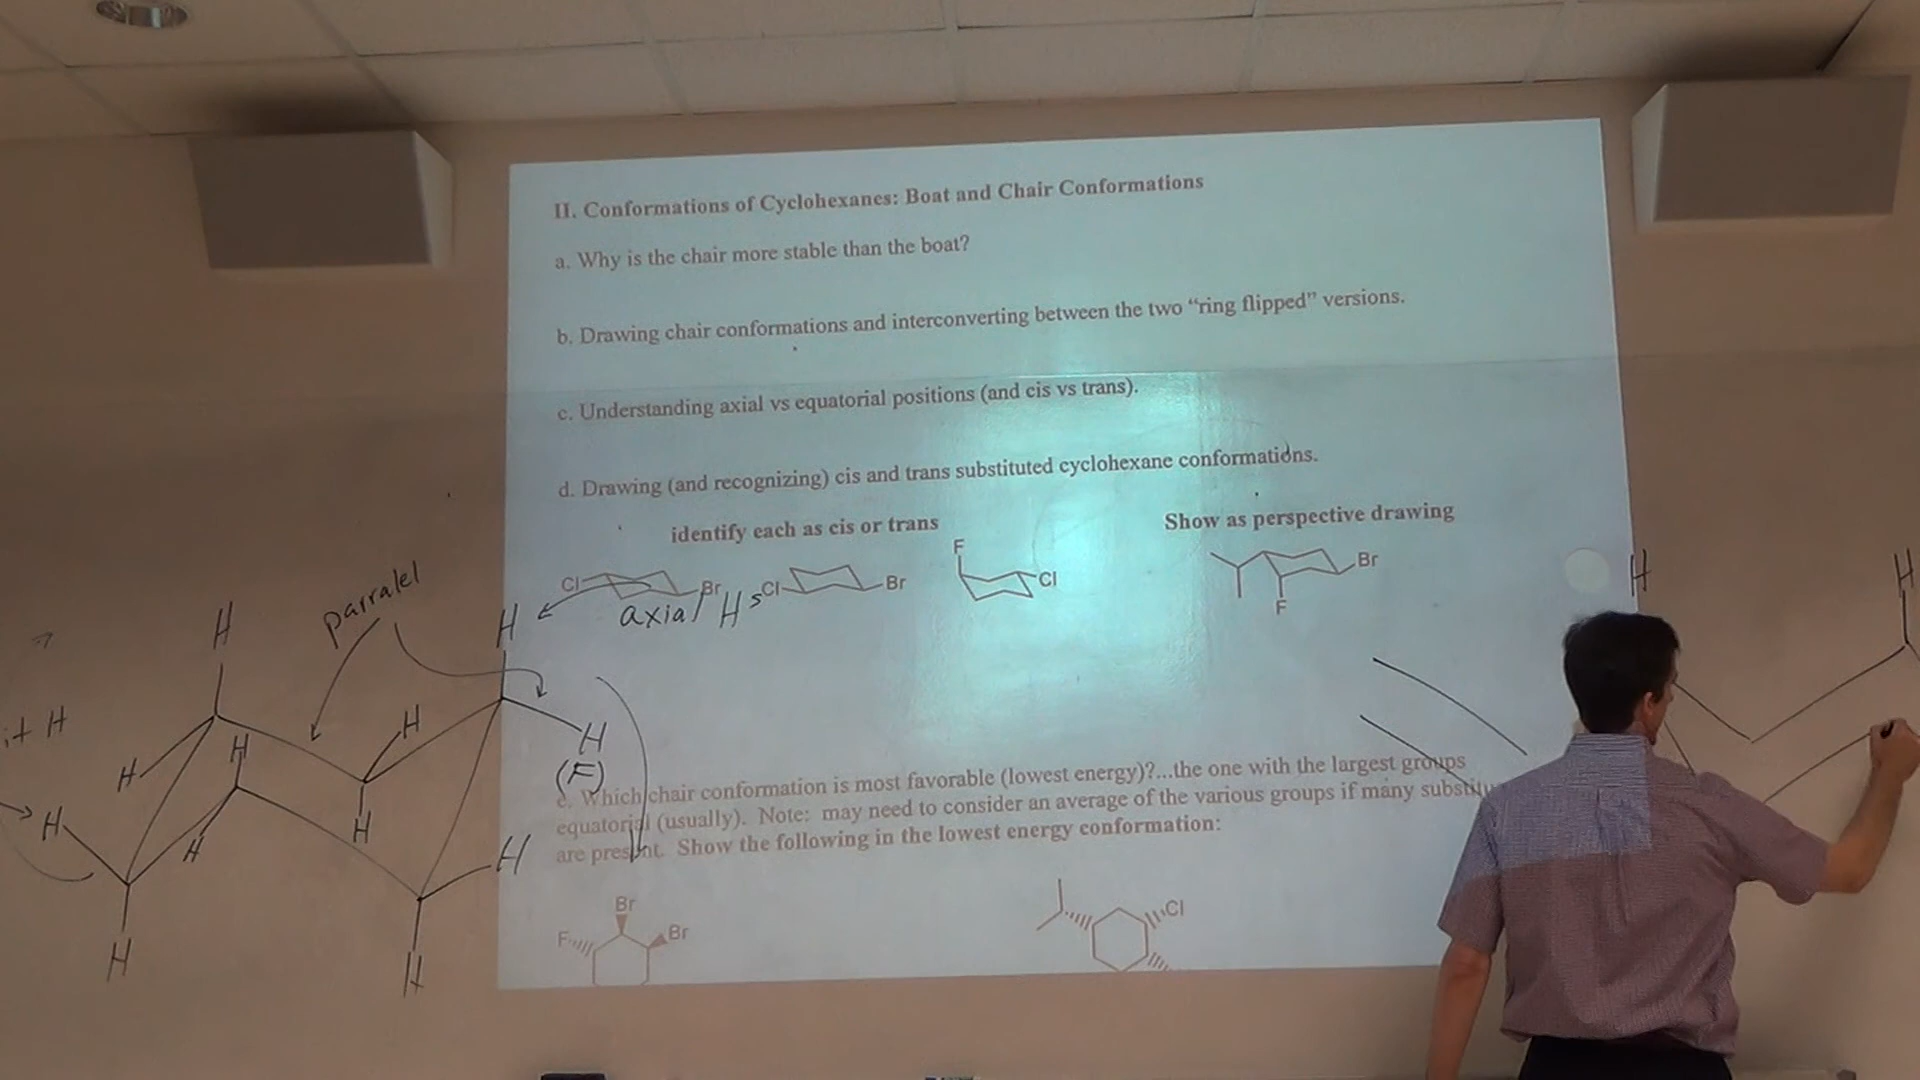 II. Conformations of Cyclohexanes: Boat and Chair Conformations
a. Why is the chair more stable than the boat?
b. Drawing chair conformations and interconverting between the two “ring flipped” versions.
c. Understanding axial vs equatorial positions (and cis vs trans).
d. Drawing (and recognizing) cis and trans substituted cyclohexane conformations.
identify each as cis or trans
Show as perspective drawing
Cl Br
Cl Br
F
Cl
Br
F
axial Hs
parralel
H
H
H
H
H
H
H
it H
H
H
H
(F)
H
H
H
H
H
H
e. Which chair conformation is most favorable (lowest energy)?...the one with the largest groups
equatorial (usually). Note: may need to consider an average of the various groups if many
are present. Show the following in the lowest energy conformation:
Br
F Br
Cl